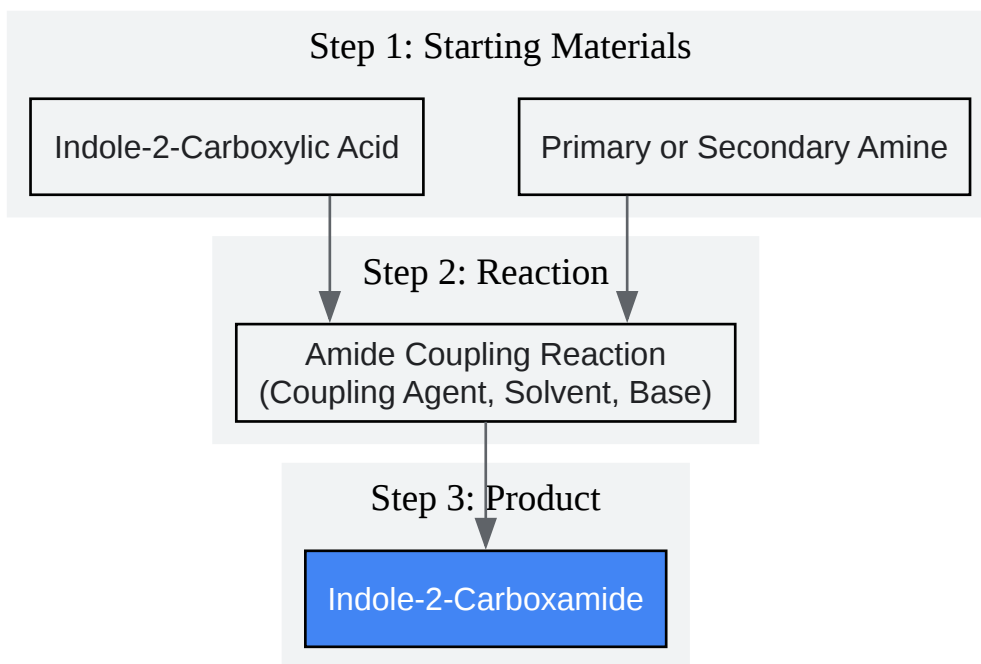 Step 1: Starting Materials
Indole-2-Carboxylic Acid
Primary or Secondary Amine
Step 2: Reaction
Amide Coupling Reaction
(Coupling Agent, Solvent, Base)
Step 3: Product
Indole-2-Carboxamide